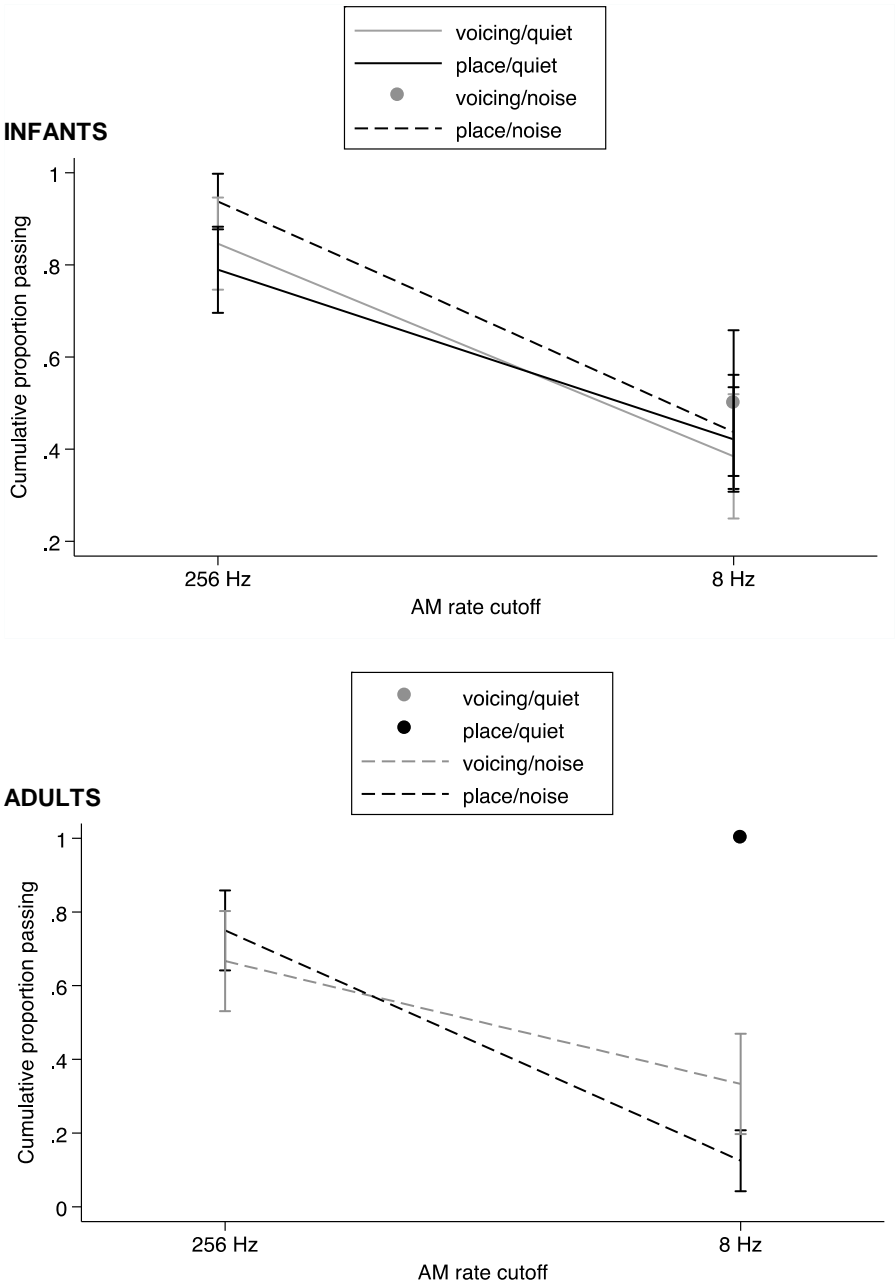 voicing/quiet
place/quiet
voicing/noise
place/noise
INFANTS
Cumulative proportion passing
1
.8
.6
.4
.2
256 Hz 8 Hz
AM rate cutoff
voicing/quiet
place/quiet
voicing/noise
place/noise
ADULTS
Cumulative proportion passing
1
.8
.6
.4
.2
0
256 Hz 8 Hz
AM rate cutoff